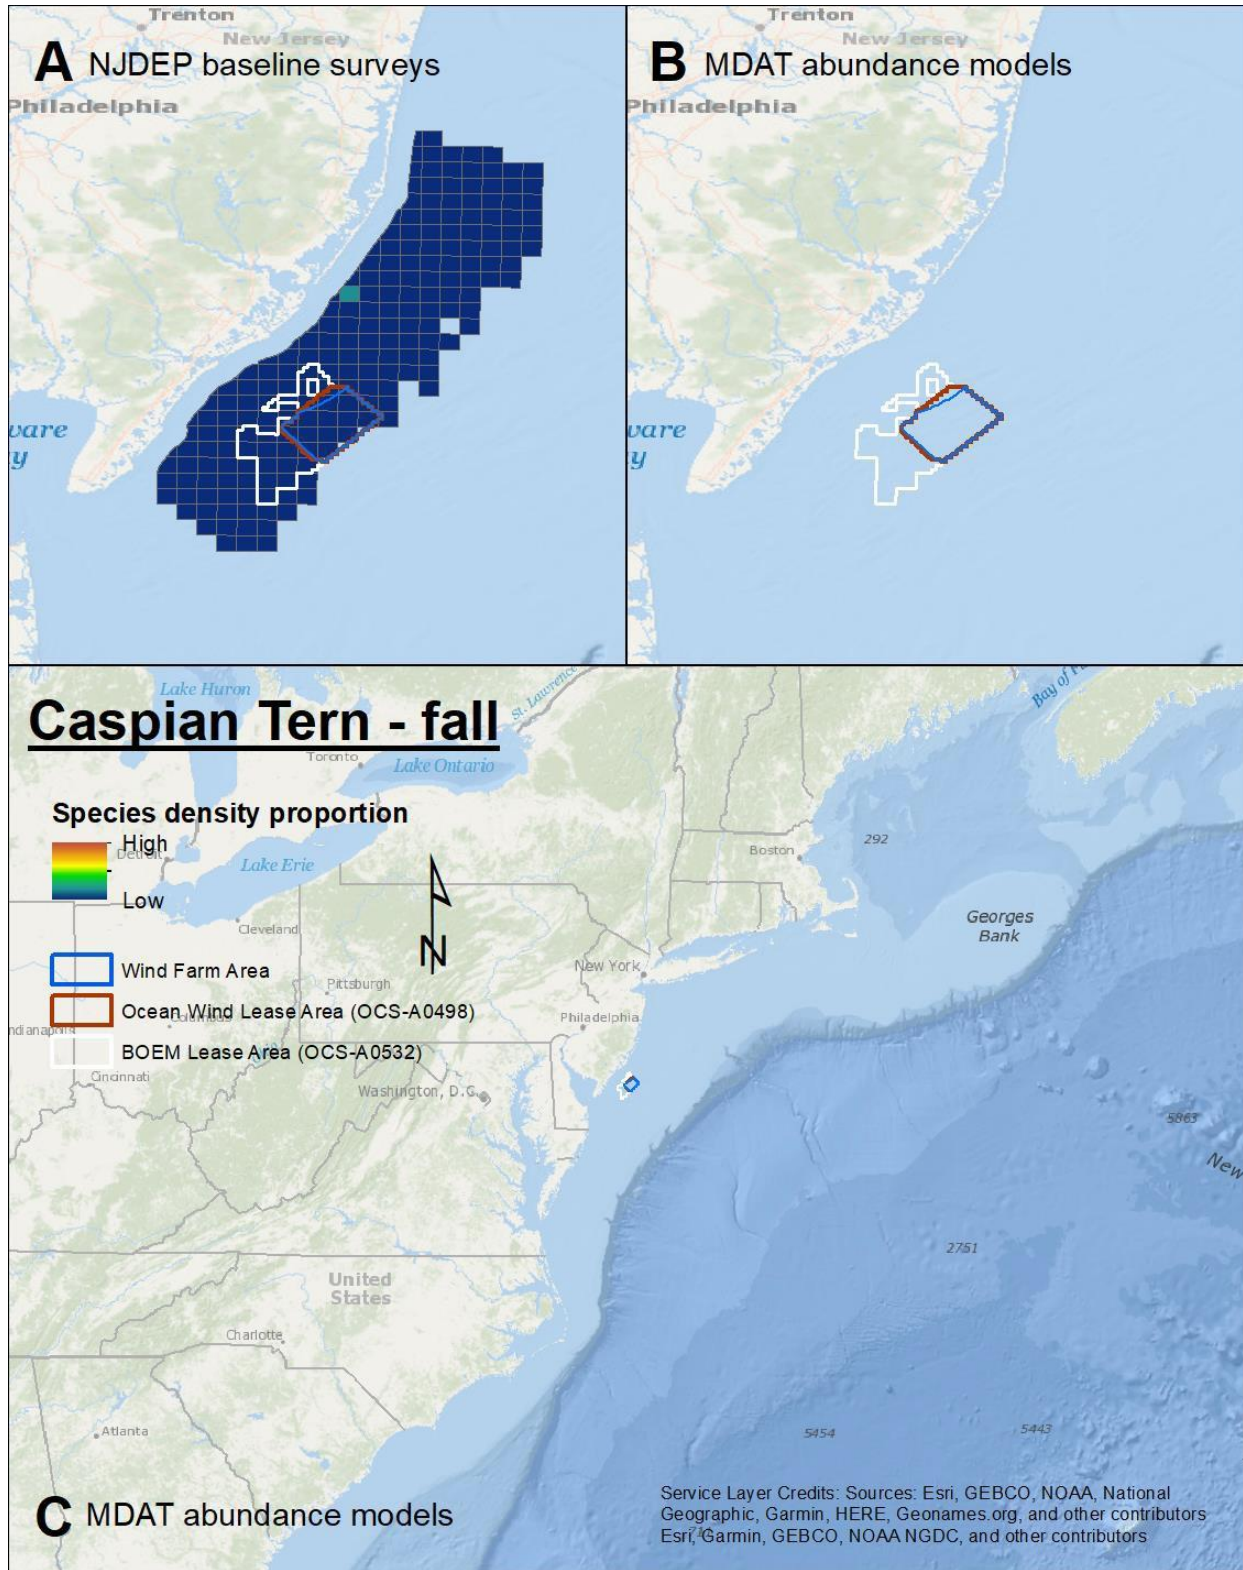 Trenton
New Jersey
A NJDEP baseline surveys
Philadelphia
ware
y
Trenton
New Jersey
B MDAT abundance models
Philadelphia
ware
y
Lake Huron
St. Lawrence
Bay of
Caspian Tern - fall
Toronto
Lake Ontario
Species density proportion
High
Detroit
Low
Lake Erie
292
Boston
Georges
Bank
Cleveland
N
New York
Wind Farm Area
Pittsburgh
Ocean Wind Lease Area (OCS-A0498)
Columbus
Philadelphia
ndianapolis
BOEM Lease Area (OCS-A0532)
Cincinnati
Washington, D.C.
5863
New
2751
United
States
Charlotte
Atlanta
5454
5443
C MDAT abundance models
Service Layer Credits: Sources: Esri, GEBCO, NOAA, National
Geographic, Garmin, HERE, Geonames.org, and other contributors
Esri, Garmin, GEBCO, NOAA NGDC, and other contributors